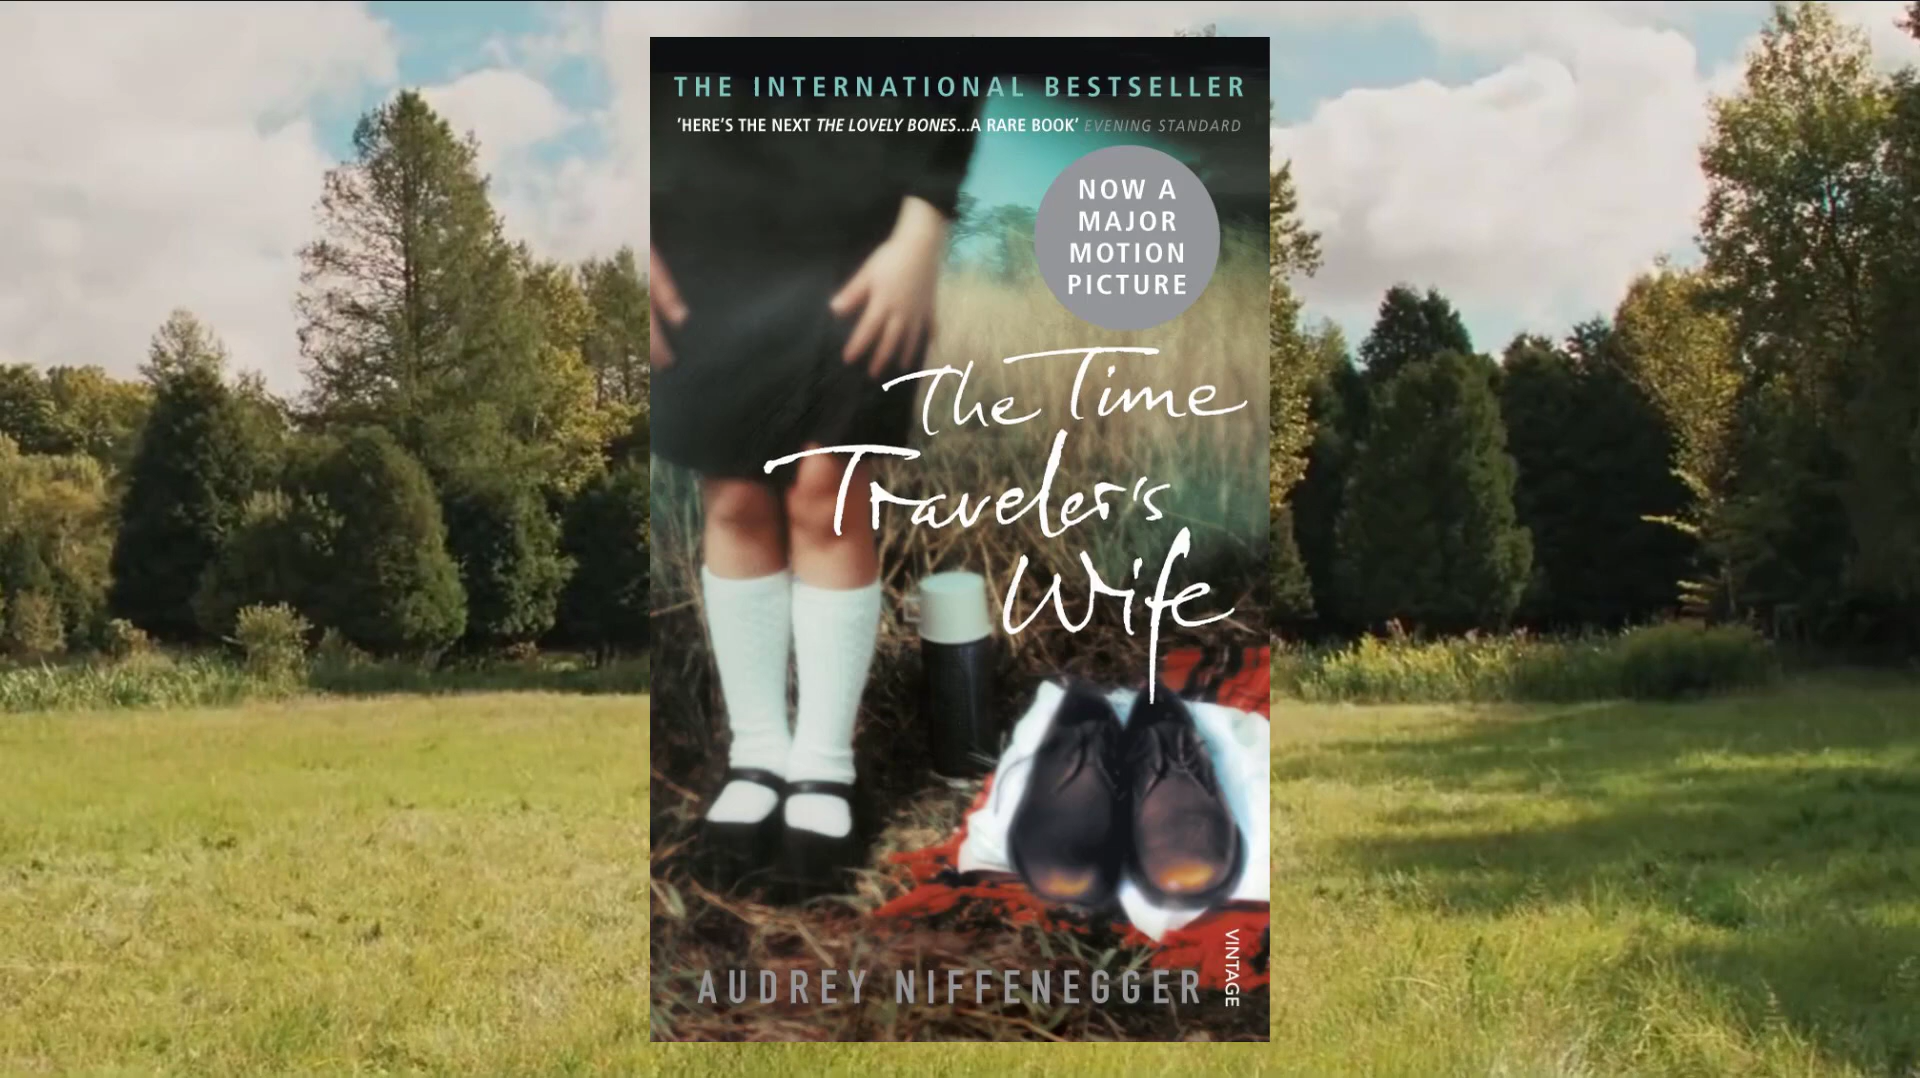 THE INTERNATIONAL BESTSELLER
'HERE'S THE NEXT THE LOVELY BONES...A RARE BOOK' EVENING STANDARD
NOW A
MAJOR
MOTION
PICTURE
The Time
Traveler's
Wife
VINTAGE
AUDREY NIFFENEGGER